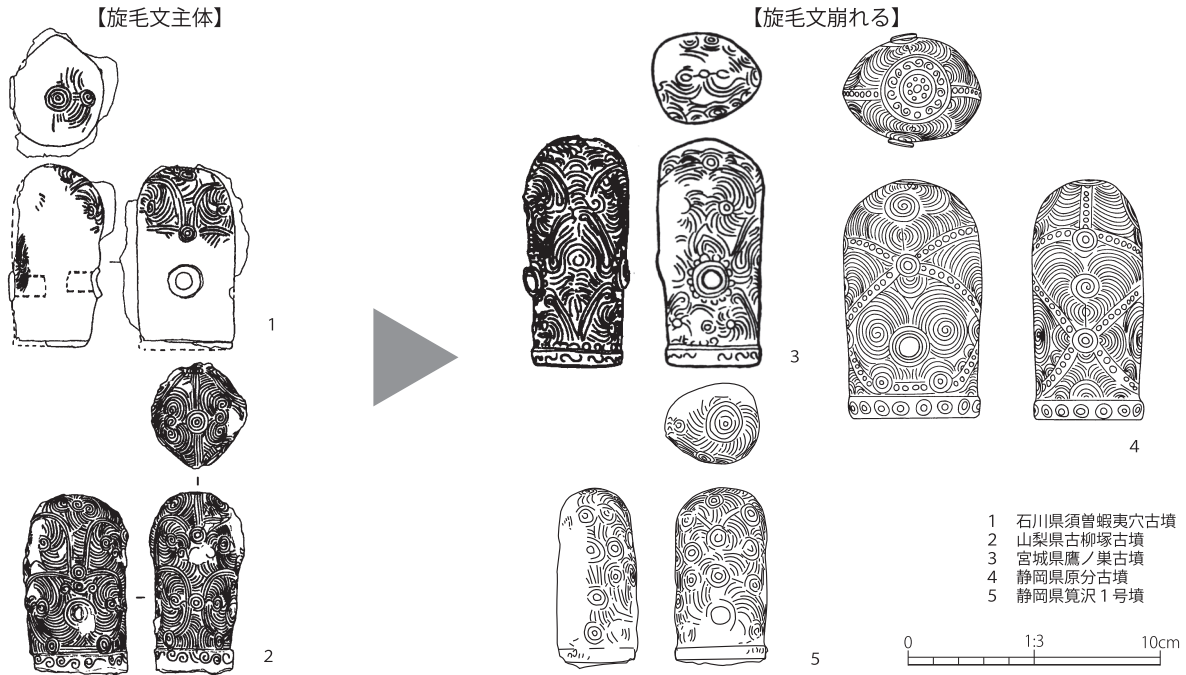 【旋毛文主体】
【旋毛文崩れる】
1
2
3
4
5
1 石川県須曽蝦夷穴古墳
2 山梨県古柳塚古墳
3 宮城県鷹ノ巣古墳
4 静岡県原分古墳
5 静岡県筧沢1号墳
0 1:3 10cm